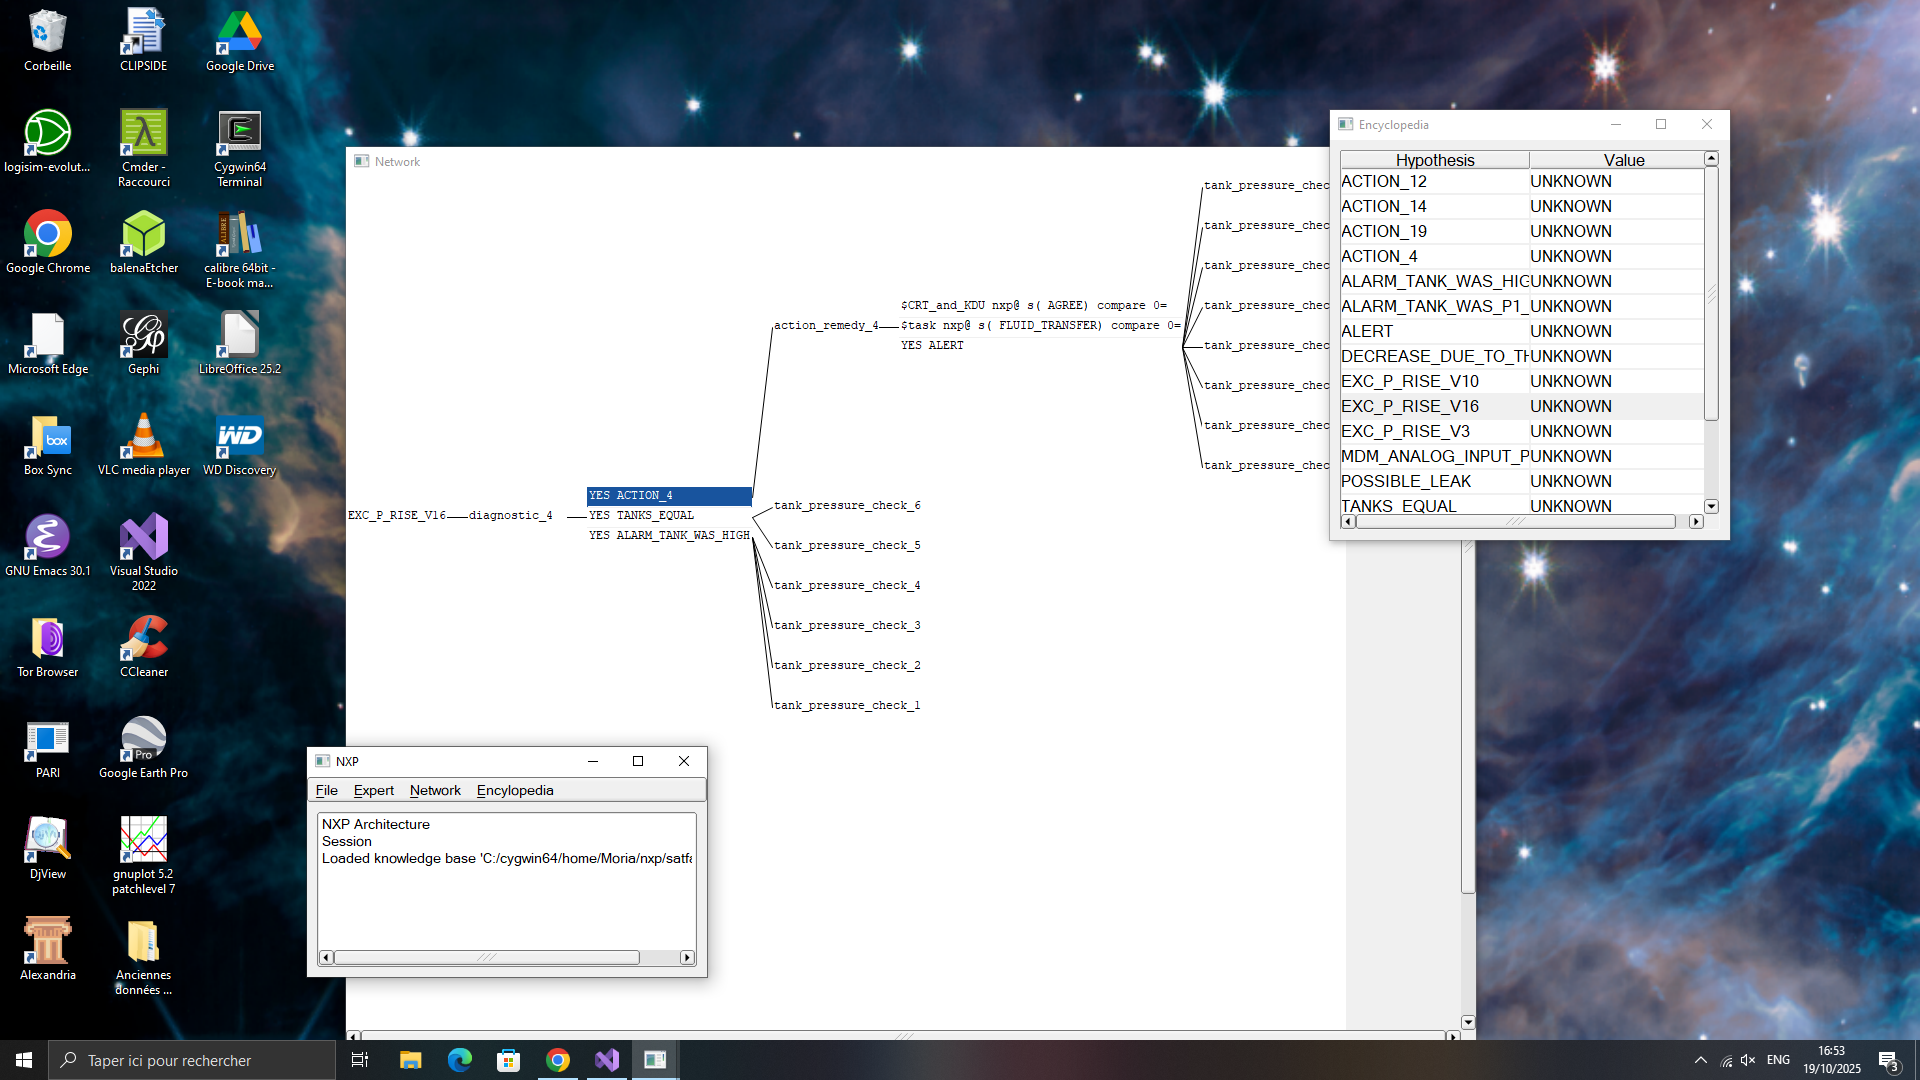 Corbeille
CLIPSIDE
Google Drive
logisim-evolut...
Cmder -
Raccourci
Cygwin64
Terminal
Google Chrome
balenaEtcher
calibre 64bit -
E-book ma...
Microsoft Edge
Gephi
LibreOffice 25.2
Box Sync
VLC media player
WD Discovery
GNU Emacs 30.1
Visual Studio
2022
Tor Browser
CCleaner
PARI
Google Earth Pro
DjView
gnuplot 5.2
patchlevel 7
Alexandria
Anciennes
données ...
Network
tank_pressure_chec
tank_pressure_chec
tank_pressure_chec
$CRT_and_KDU nxp@ s( AGREE) compare 0=
tank_pressure_chec
action_remedy_4
$task nxp@ s( FLUID_TRANSFER) compare 0=
YES ALERT
tank_pressure_chec
tank_pressure_chec
tank_pressure_chec
tank_pressure_chec
YES ACTION_4
EXC_P_RISE_V16
diagnostic_4
YES TANKS_EQUAL
YES ALARM_TANK_WAS_HIGH
tank_pressure_check_6
tank_pressure_check_5
tank_pressure_check_4
tank_pressure_check_3
tank_pressure_check_2
tank_pressure_check_1
Encyclopedia
Hypothesis Value
ACTION_12 UNKNOWN
ACTION_14 UNKNOWN
ACTION_19 UNKNOWN
ACTION_4 UNKNOWN
ALARM_TANK_WAS_HIG UNKNOWN
ALARM_TANK_WAS_P1_ UNKNOWN
ALERT UNKNOWN
DECREASE_DUE_TO_TH UNKNOWN
EXC_P_RISE_V10 UNKNOWN
EXC_P_RISE_V16 UNKNOWN
EXC_P_RISE_V3 UNKNOWN
MDM_ANALOG_INPUT_P UNKNOWN
POSSIBLE_LEAK UNKNOWN
TANKS_EQUAL UNKNOWN
NXP
File Expert Network Encylopedia
NXP Architecture
Session
Loaded knowledge base 'C:/cygwin64/home/Moria/nxp/satfa
Taper ici pour rechercher
ENG
16:53
19/10/2025
3